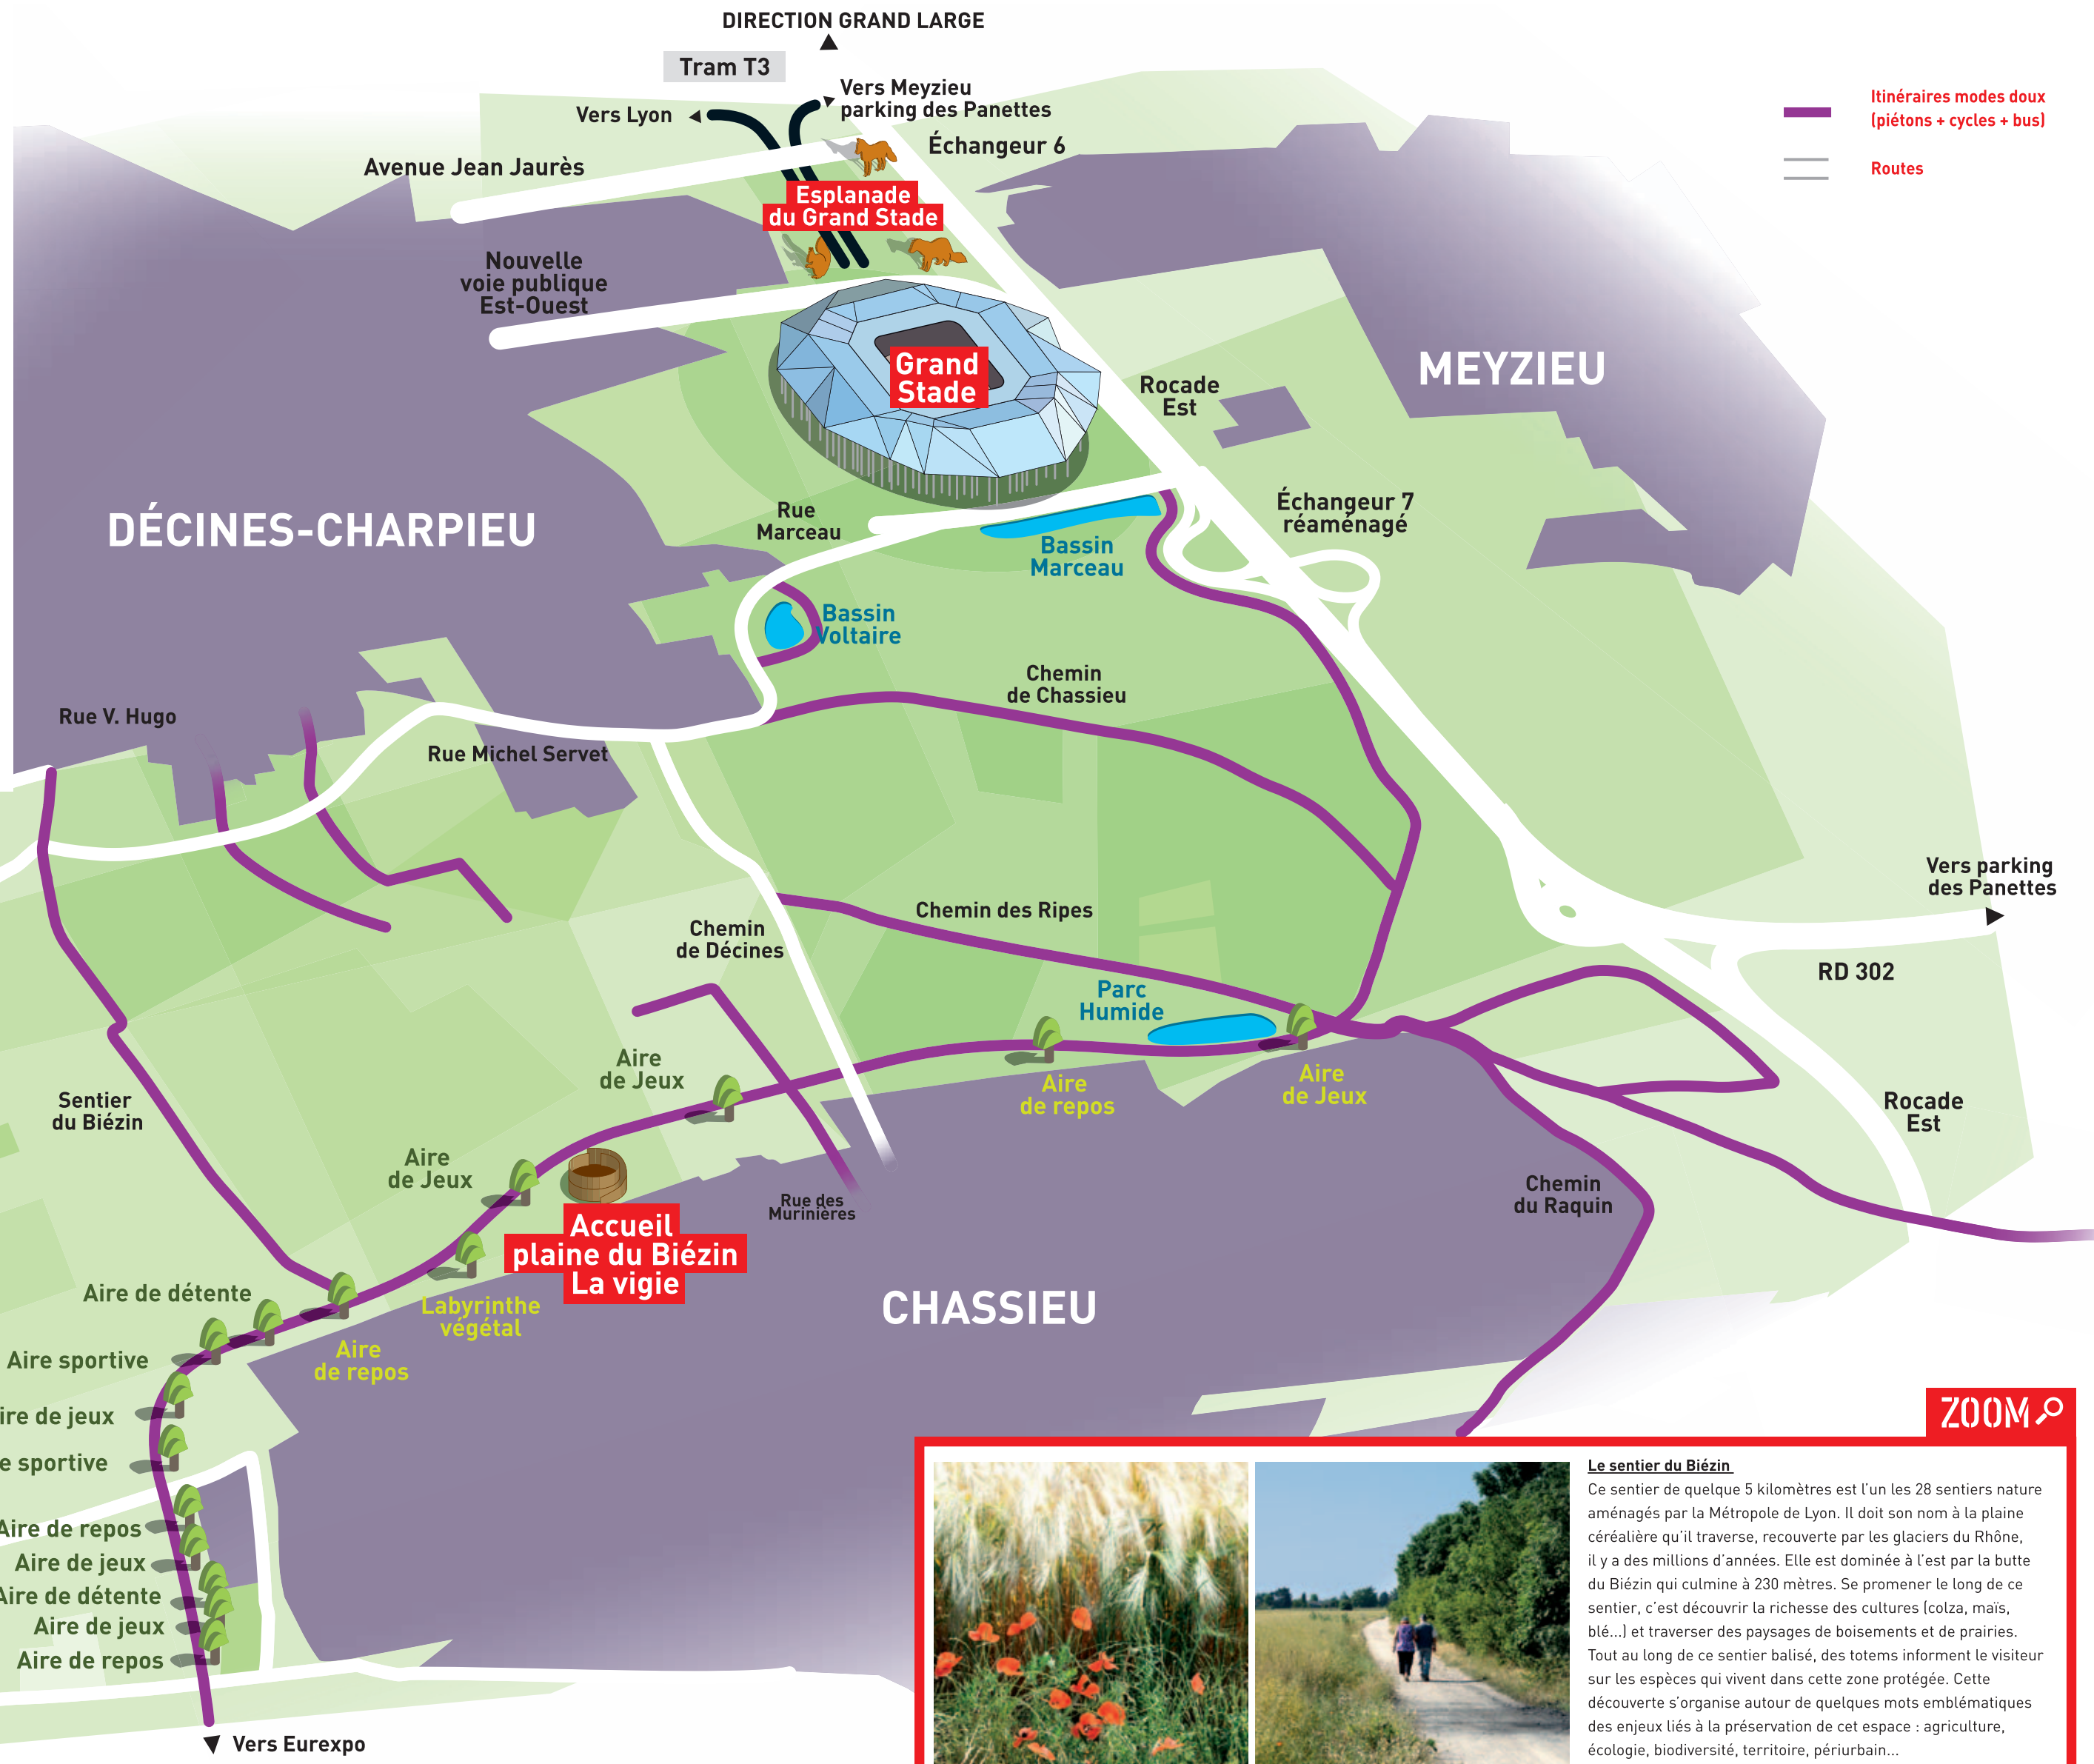 DIRECTION GRAND LARGE
Tram T3
Vers Meyzieu
parking des Panettes
Vers Lyon
Échangeur 6
Avenue Jean Jaurès
Esplanade
du Grand Stade
Itinéraires modes doux
(piétons + cycles + bus)
Routes
Nouvelle
voie publique
Est-Ouest
Grand
Stade
MEYZIEU
Rocade
Est
DÉCINES-CHARPIEU
Rue
Marceau
Échangeur 7
réaménagé
Bassin
Marceau
Bassin
Voltaire
Chemin
de Chassieu
Rue V. Hugo
Rue Michel Servet
Vers parking
des Panettes
Chemin des Ripes
Chemin
de Décines
RD 302
Parc
Humide
Aire
de Jeux
Aire
de repos
Aire
de Jeux
Sentier
du Biézin
Rocade
Est
Aire
de Jeux
Rue des
Murinières
Chemin
du Raquin
Accueil
plaine du Biézin
La vigie
Aire de détente
Labyrinthe
végétal
CHASSIEU
Aire sportive
Aire
de repos
ire de jeux
e sportive
Aire de repos
Aire de jeux
Aire de détente
Aire de jeux
Aire de repos
Vers Eurexpo
ZOOM
Le sentier du Biézin
Ce sentier de quelque 5 kilomètres est l'un les 28 sentiers nature
aménagés par la Métropole de Lyon. Il doit son nom à la plaine
céréalière qu'il traverse, recouverte par les glaciers du Rhône,
il y a des millions d'années. Elle est dominée à l'est par la butte
du Biézin qui culmine à 230 mètres. Se promener le long de ce
sentier, c'est découvrir la richesse des cultures (colza, maïs,
blé...) et traverser des paysages de boisements et de prairies.
Tout au long de ce sentier balisé, des totems informent le visiteur
sur les espèces qui vivent dans cette zone protégée. Cette
découverte s'organise autour de quelques mots emblématiques
des enjeux liés à la préservation de cet espace : agriculture,
écologie, biodiversité, territoire, périurbain...